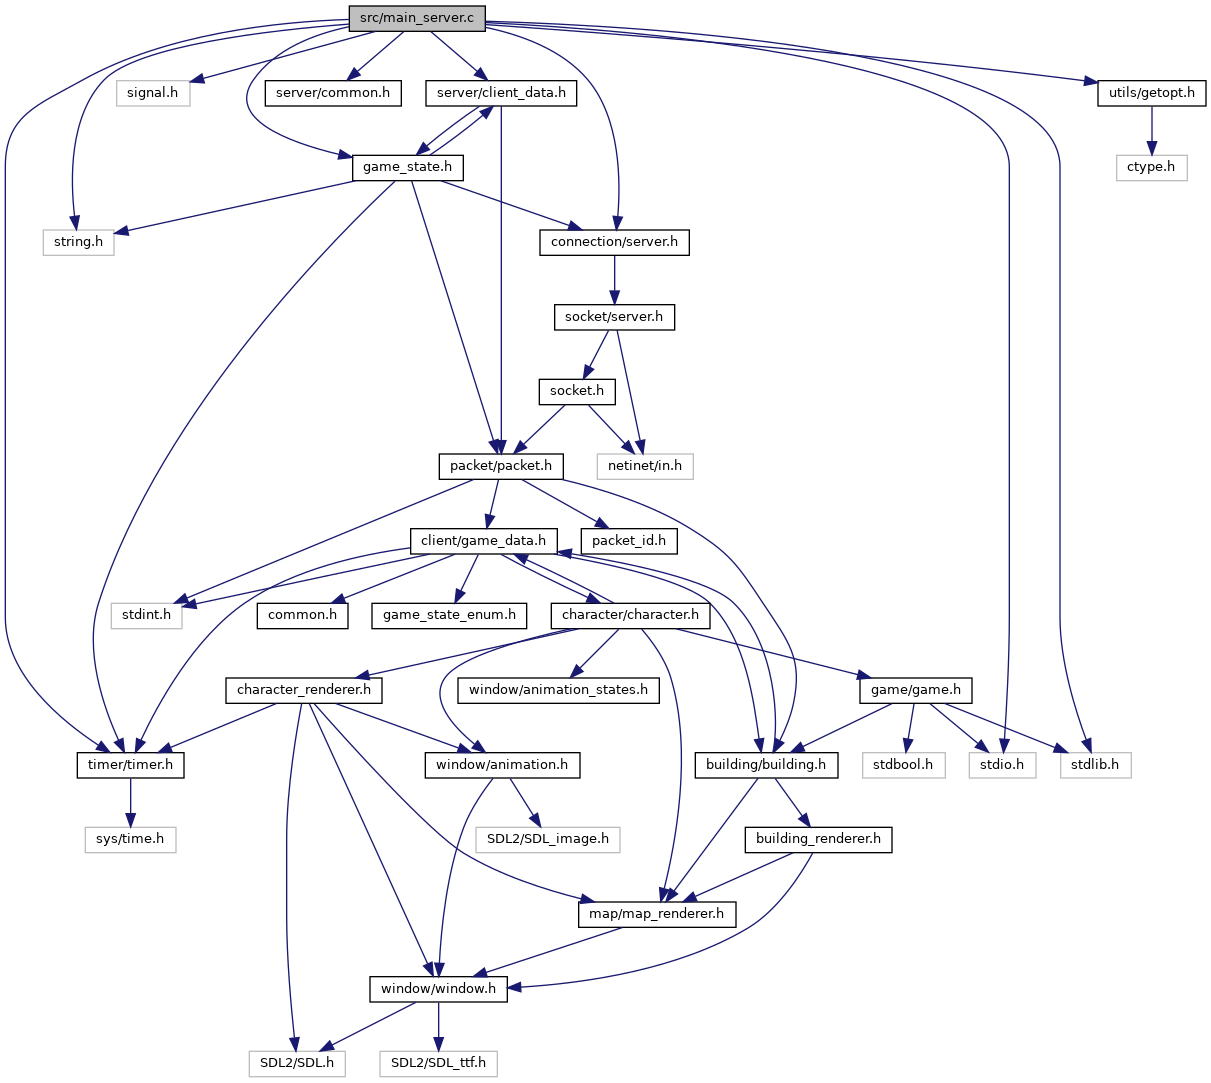 src/main_server.c
signal.h
server/common.h
server/client_data.h
utils/getopt.h
game_state.h
ctype.h
string.h
connection/server.h
socket/server.h
socket.h
packet/packet.h
netinet/in.h
client/game_data.h
packet_id.h
stdint.h
common.h
game_state_enum.h
character/character.h
character_renderer.h
window/animation_states.h
game/game.h
timer/timer.h
window/animation.h
building/building.h
stdbool.h
stdio.h
stdlib.h
sys/time.h
SDL2/SDL_image.h
building_renderer.h
map/map_renderer.h
window/window.h
SDL2/SDL.h
SDL2/SDL_ttf.h